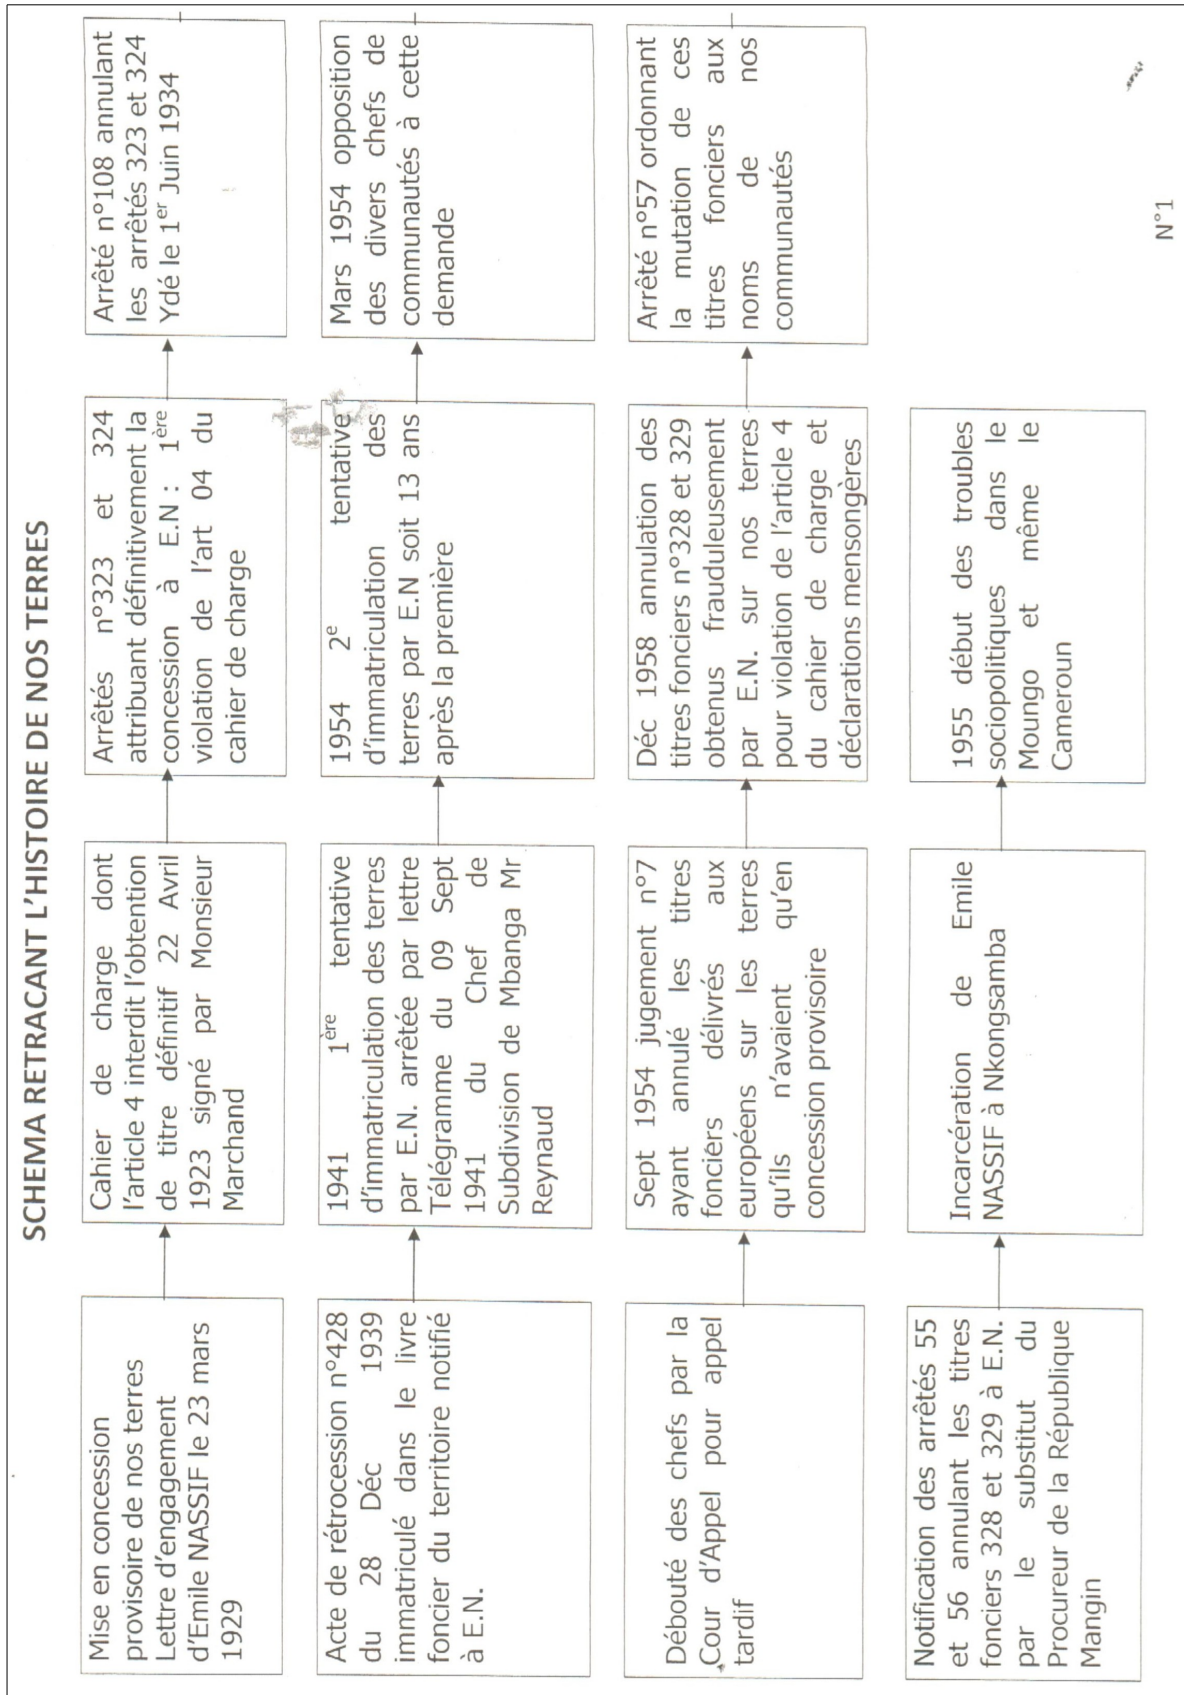 SCHEMA RETRACANT L'HISTOIRE DE NOS TERRES
Mise en concession
provisoire de nos terres
Lettre d'engagement
d'Emile NASSIF le 23 mars
1929
Cahier de charge dont
l'article 4 interdit l'obtention
de titre définitif 22 Avril
1923 signé par Monsieur
Marchand
Arrêtés n°323 et 324
attribuant définitivement la
concession à E.N : 1ère
violation de l'art 04 du
cahier de charge
Arrêté n°108 annulant
les arrêtés 323 et 324
Ydé le 1er Juin 1934
Acte de rétrocession n°428
du 28 Déc 1939
immatriculé dans le livre
foncier du territoire notifié
à E.N.
1941 1ère tentative
d'immatriculation des terres
par E.N. arrêtée par lettre
Télégramme du 09 Sept
1941 du Chef de
Subdivision de Mbanga Mr
Reynaud
1954 2e tentative
d'immatriculation des
terres par E.N soit 13 ans
après la première
Mars 1954 opposition
des divers chefs de
communautés à cette
demande
Débouté des chefs par la
Cour d'Appel pour appel
tardif
Sept 1954 jugement n°7
ayant annulé les titres
fonciérs délivrés aux
européens sur les terres
qu'ils n'avaient qu'en
concession provisoire
Déc 1958 annulation des
titres fonciers n°328 et 329
obtenus frauduleusement
par E.N. sur nos terres
pour violation de l'article 4
du cahier de charge et
déclarations mensongères
Arrêté n°57 ordonnant
la mutation de ces
titres fonciers aux
noms de nos
communautés
Notification des arrêtés 55
et 56 annulant les titres
fonciers 328 et 329 à E.N.
par le substitut du
Procureur de la République
Mangin
Incarcération de Emile
NASSIF à Nkongsamba
1955 début des troubles
sociopolitiques dans le
Moungo et même le
Cameroun
N°1